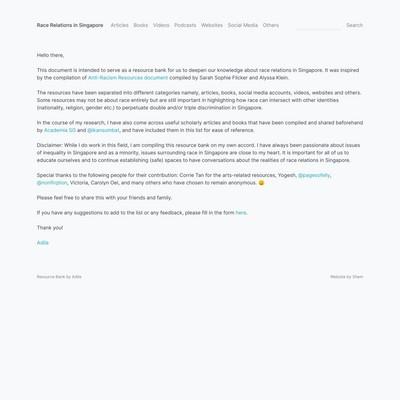 Race Relations in Singapore Articles Books Videos Podcasts Websites Social Media Others Search
Hello there,
This document is intended to serve as a resource bank for us to deepen our knowledge about race relations in Singapore. It was inspired
by the compilation of Anti-Racism Resources document compiled by Sarah Sophie Flicker and Alyssa Klein.
The resources have been separated into different categories namely, articles, books, social media accounts, videos, websites and others.
Some resources may not be about race entirely but are still important in highlighting how race can intersect with other identities
(nationality, religion, gender etc.) to perpetuate double and/or triple discrimination in Singapore.
In the course of my research, I have also come across useful scholarly articles and books that have been compiled and shared beforehand
by Academia SG and @ikansumbat, and have included them in this list for ease of reference.
Disclaimer: While I do work in this field, I am compiling this resource bank on my own accord. I have always been passionate about issues
of inequality in Singapore and as a minority, issues surrounding race in Singapore are close to my heart. It is important for all of us to
educate ourselves and to continue establishing (safe) spaces to have conversations about the realities of race relations in Singapore.
Special thanks to the following people for their contribution: Corrie Tan for the arts-related resources, Yogesh,
Victoria, Carolyn Oei, and many others who have chosen to remain anonymous. 😄
Please feel free to share this with your friends and family.
If you have any suggestions to add to the list or any feedback, please fill in the form here.
Thank you!
Adila
Resource Bank by Adila
Website by Sham